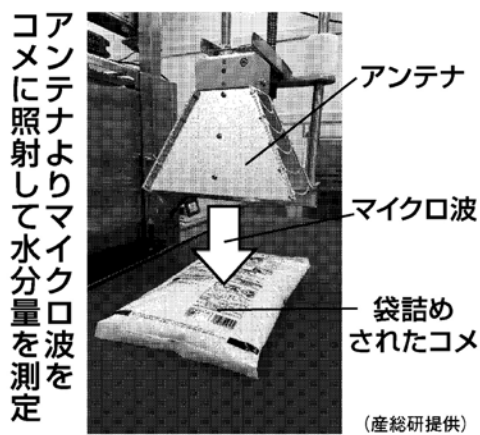 アンテナよりマイクロ波を
コメに照射して水分量を測定
アンテナ
マイクロ波
袋詰め
されたコメ
(産総研提供)